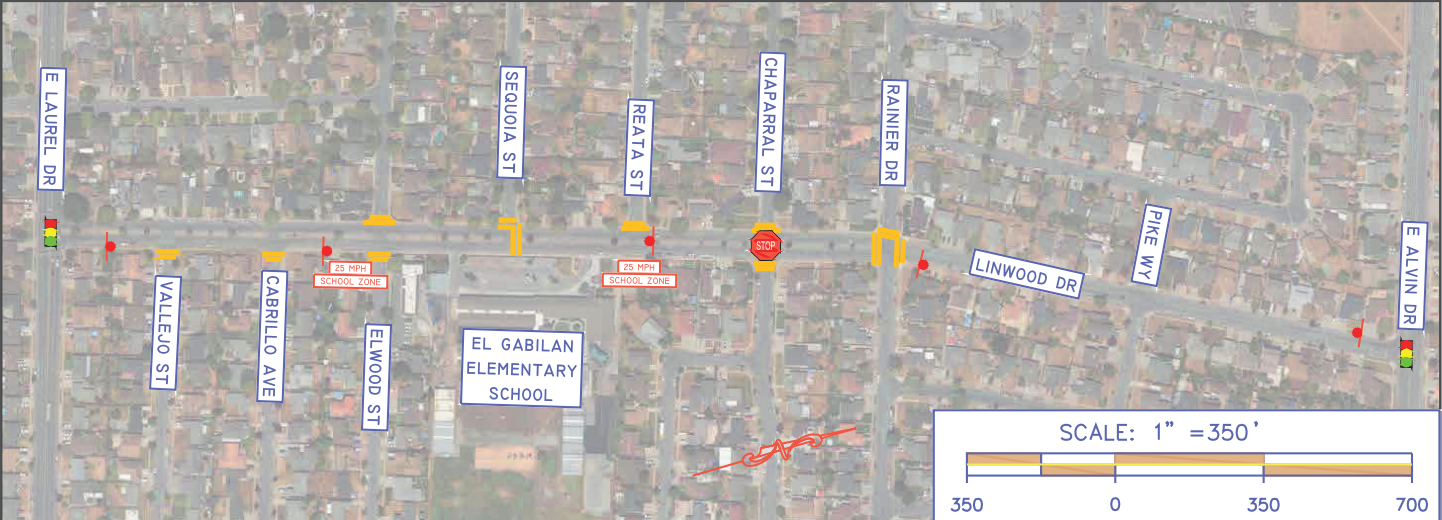 E LAUREL DR
SEQUOIA ST
REATA ST
CHAPARRAL ST
RAINIER DR
PIKE WY
E ALVIN DR
LINWOOD DR
STOP
25 MPH
SCHOOL ZONE
25 MPH
SCHOOL ZONE
VALLEJO ST
CABRILLO AVE
ELWOOD ST
EL GABILAN
ELEMENTARY
SCHOOL
N
SCALE: 1" =350'
350 0 350 700